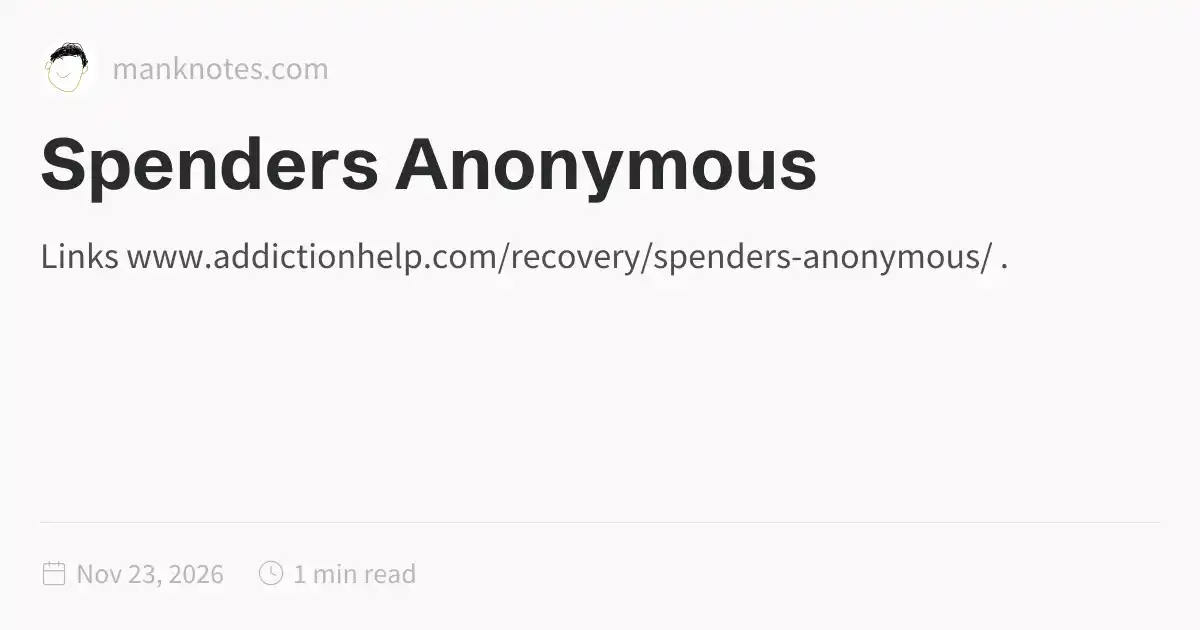 manknotes.com
Spenders Anonymous
Links www.addictionhelp.com/recovery/spenders-anonymous/ .
Nov 23, 2026 1 min read